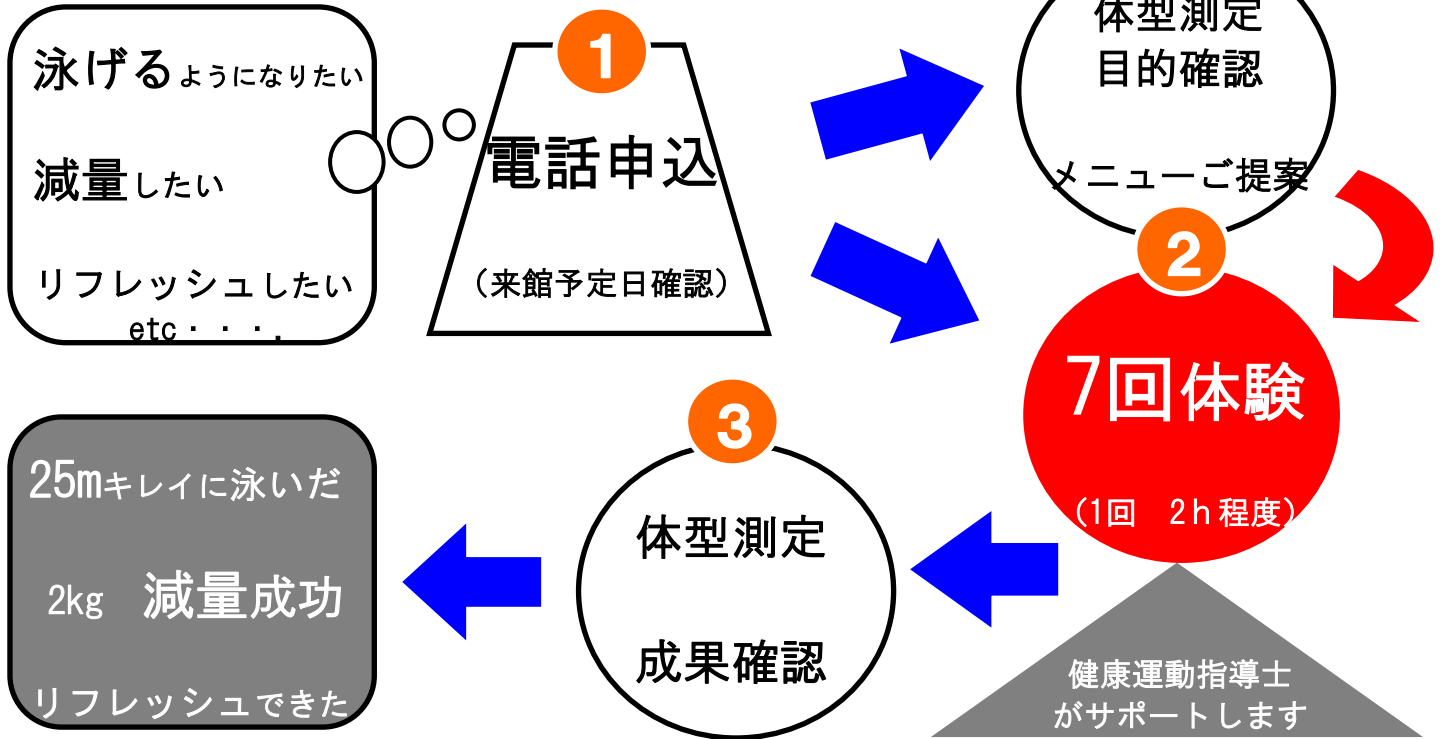 泳げるようになりたい
減量したい
リフレッシュしたい
etc・・・.
1
電話申込
（来館予定日確認）
体型測定
目的確認
メニューご提案
2
7回体験
（1回　2ｈ程度）
健康運動指導士
がサポートします
3
体型測定
成果確認
25mキレイに泳いだ
2kg　減量成功
リフレッシュできた